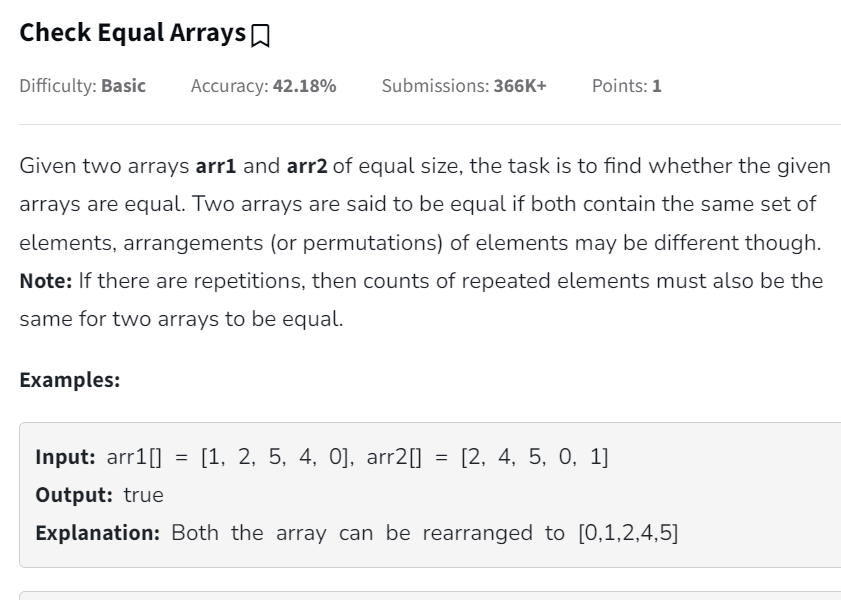 Check Equal Arrays
Difficulty: Basic Accuracy: 42.18% Submissions: 366K+ Points: 1
Given two arrays arr1 and arr2 of equal size, the task is to find whether the given
arrays are equal. Two arrays are said to be equal if both contain the same set of
elements, arrangements (or permutations) of elements may be different though.
Note: If there are repetitions, then counts of repeated elements must also be the
same for two arrays to be equal.
Examples:
Input: arr1[] = [1, 2, 5, 4, 0], arr2[] = [2, 4, 5, 0, 1]
Output: true
Explanation: Both the array can be rearranged to [0,1,2,4,5]